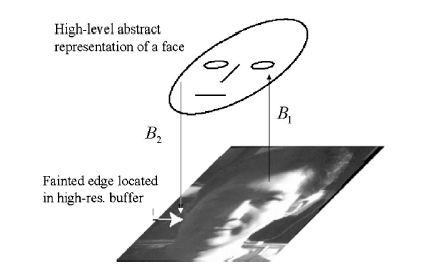 High-level abstract
representation of a face
B1
B2
Fainted edge located
in high-res. buffer